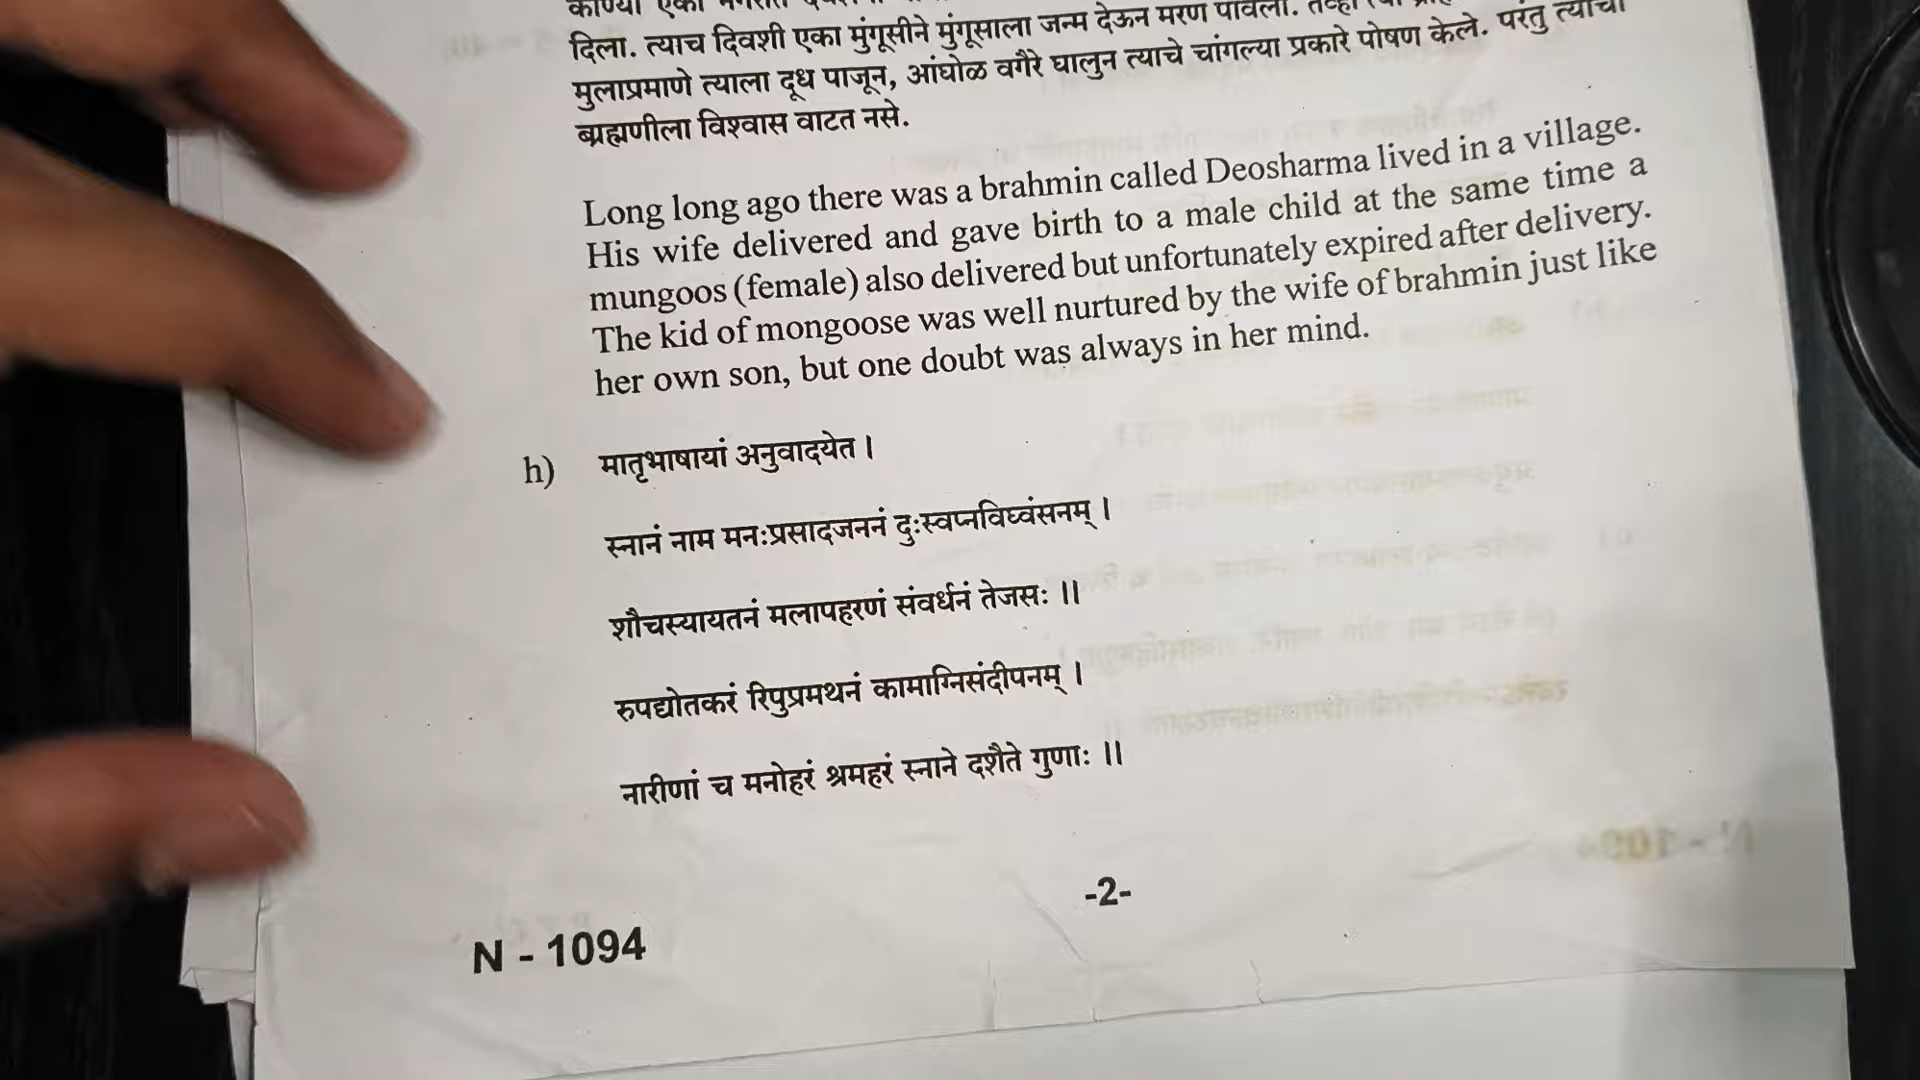 दिला. त्याच दिवशी एका मुंगूसीने मुंगूसाला जन्म देऊन मरण पावली.
मुलाप्रमाणे त्याला दूध पाजून, आंघोळ वगैरे घालुन त्याचे चांगल्या प्रकारे पोषण केले. परंतु त्याची
ब्राह्मणीला विश्वास वाटत नसे.
Long long ago there was a brahmin called Deosharma lived in a village.
His wife delivered and gave birth to a male child at the same time a
mungoos (female) also delivered but unfortunately expired after delivery.
The kid of mongoose was well nurtured by the wife of brahmin just like
her own son, but one doubt was always in her mind.
h) मातृभाषायां अनुवादयेत।
स्नानं नाम मनःप्रसादजननं दुःस्वप्नविघ्वंसनम्।
शौचस्यायतनं मलापहरणं संवर्धनं तेजसः।।
रुपद्योतकरं रिपुप्रमथनं कामाग्निसंदीपनम्।
नारीणां च मनोहरं श्रमहरं स्नाने दशैते गुणाः।।
-2-
N - 1094